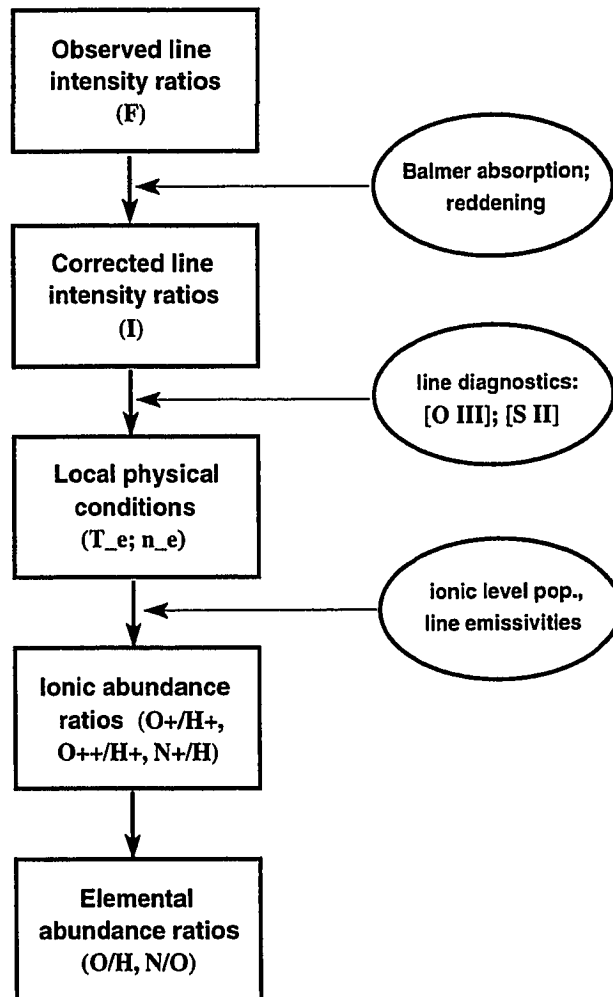 Observed line
intensity ratios
(F)
Balmer absorption;
reddening
Corrected line
intensity ratios
(I)
line diagnostics:
[O III]; [S II]
Local physical
conditions
(T_e; n_e)
ionic level pop.,
line emissivities
Ionic abundance
ratios (O+/H+,
O++/H+, N+/H)
Elemental
abundance ratios
(O/H, N/O)